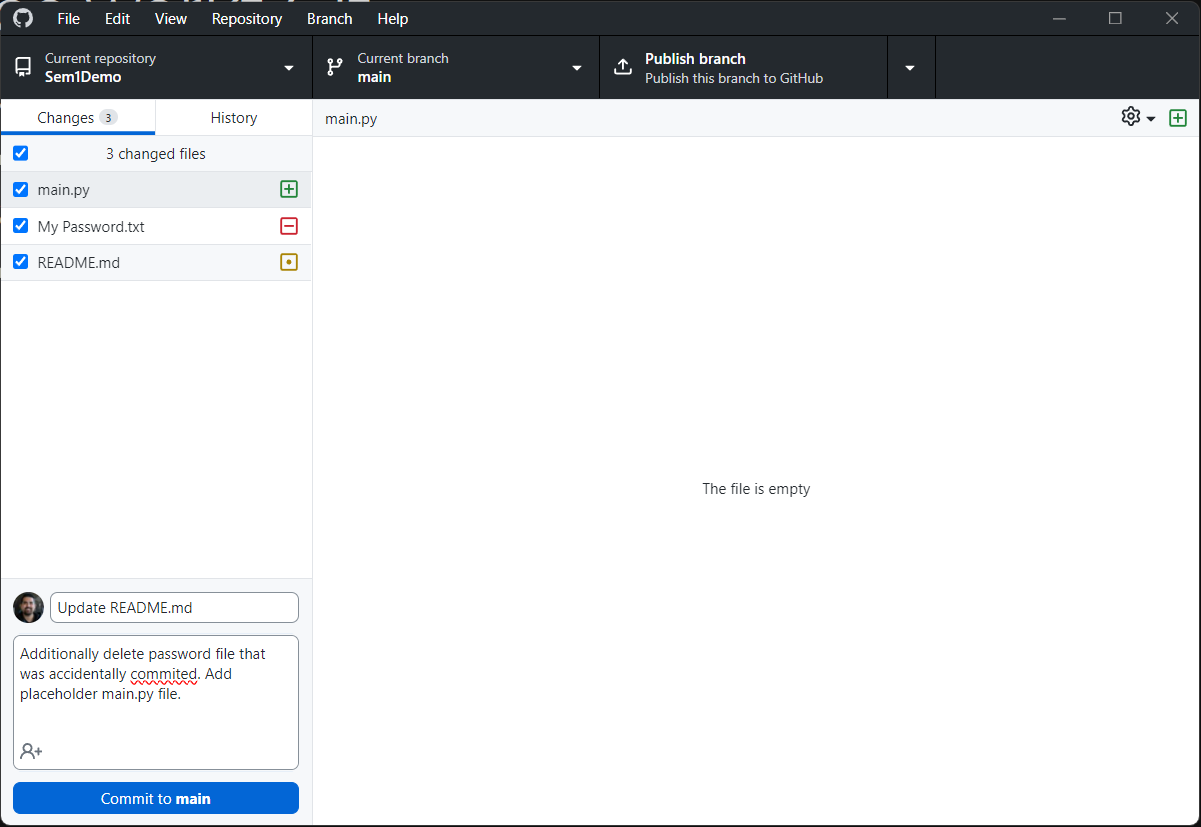 File Edit View Repository Branch Help
Current repository
Sem1Demo
Current branch
main
Publish branch
Publish this branch to GitHub
Changes 3
History
main.py
3 changed files
main.py
My Password.txt
README.md
The file is empty
Update README.md
Additionally delete password file that
was accidentally commited. Add
placeholder main.py file.
Commit to main